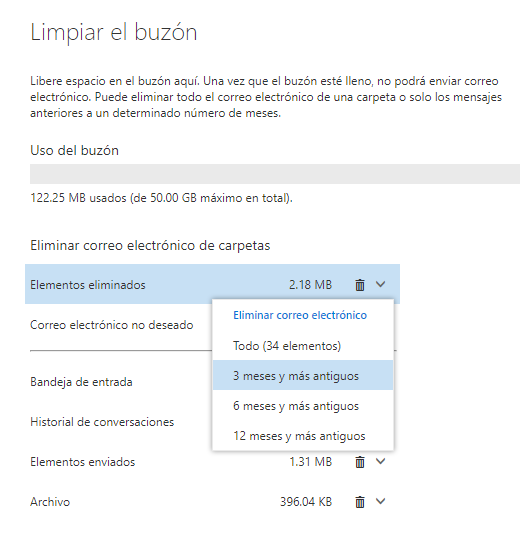 Limpiar el buzón
Libere espacio en el buzón aquí. Una vez que el buzón esté lleno, no podrá enviar correo
electrónico. Puede eliminar todo el correo electrónico de una carpeta o solo los mensajes
anteriores a un determinado número de meses.
Uso del buzón
122.25 MB usados (de 50.00 GB máximo en total).
Eliminar correo electrónico de carpetas
Elementos eliminados 2.18 MB
Eliminar correo electrónico
Correo electrónico no deseado
Todo (34 elementos)
3 meses y más antiguos
Bandeja de entrada
6 meses y más antiguos
Historial de conversaciones
12 meses y más antiguos
Elementos enviados 1.31 MB
Archivo 396.04 KB